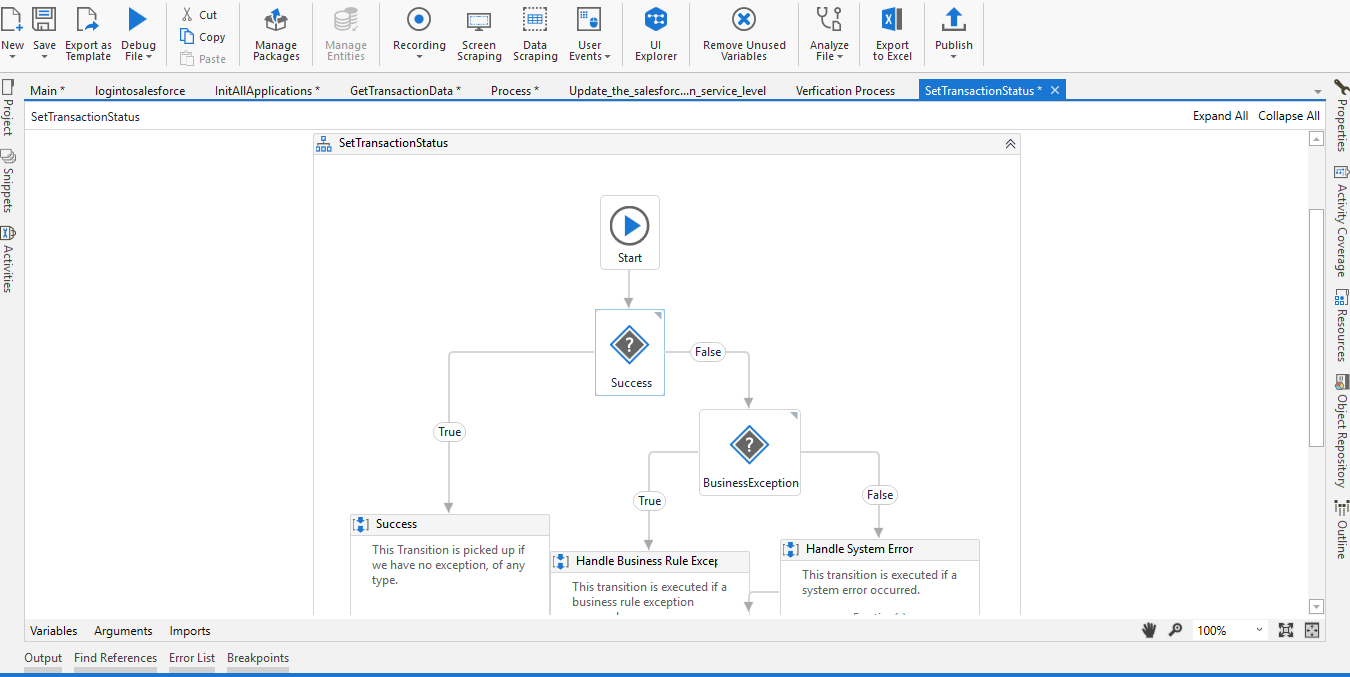 New
Save
Export as
Template
Debug
File
Cut
Copy
Paste
Manage
Packages
Manage
Entities
Recording
Screen
Scraping
Data
Scraping
User
Events
UI
Explorer
Remove Unused
Variables
Analyze
File
Export
to Excel
Publish
Main *
logintosalesforce
InitAllApplications *
GetTransactionData *
Process *
Update_the_salesforc...n_service_level
Verfication Process
SetTransactionStatus *
SetTransactionStatus
Expand All
Collapse All
Project
Snippets
Activities
SetTransactionStatus
Start
Success
False
True
BusinessException
True
False
Success
This Transition is picked up if
we have no exception, of any
type.
Handle Business Rule Excep
This transition is executed if a
business rule exception
Handle System Error
This transition is executed if a
system error occurred.
Properties
Activity Coverage
Resources
Object Repository
Outline
Variables
Arguments
Imports
100%
Output
Find References
Error List
Breakpoints